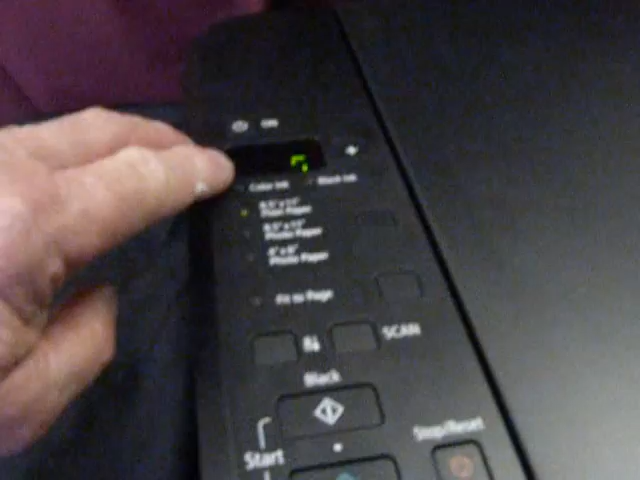 ON
Color Ink Black Ink
8.5"x11"
Plain Paper
8.5"x11"
Photo Paper
4"x6"
Photo Paper
Fit to Page
SCAN
Black
Stop/Reset
Start